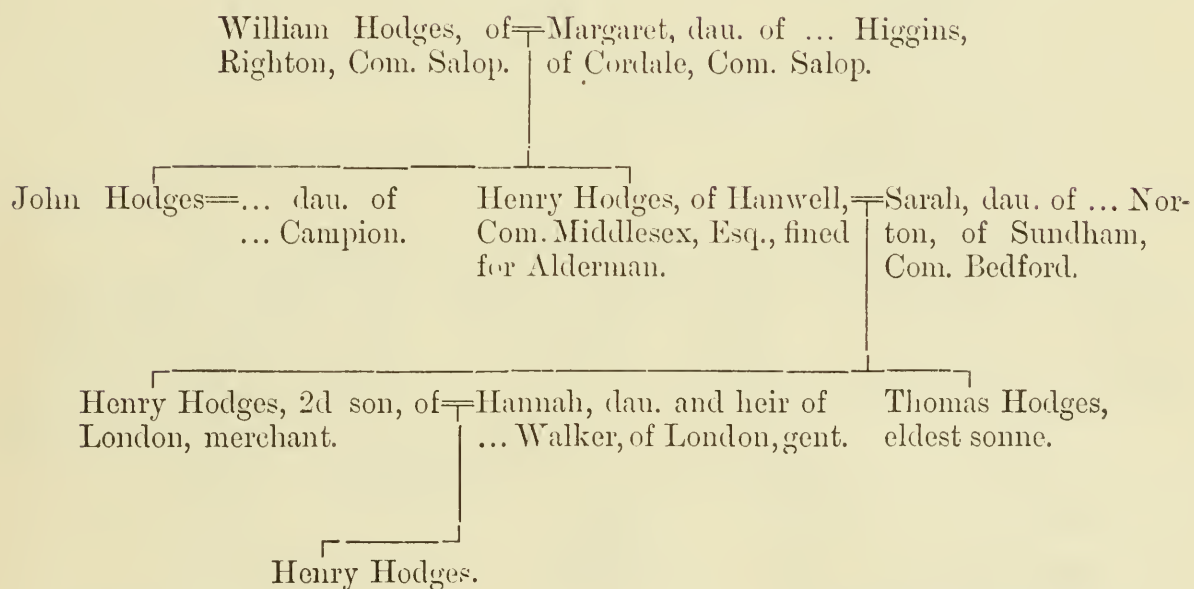 William Hodges, of=Margaret, dau. of ... Higgins,
Righton, Com. Salop. of Cordale, Com. Salop.
John Hodges=... dau. of
... Campion.
Henry Hodges, of Hanwell,=Sarah, dau. of ... Nor-
Com. Middlesex, Esq., fined ton, of Sundham,
for Alderman. Com. Bedford.
Henry Hodges, 2d son, of=Hannah, dau. and heir of
London, merchant. ... Walker, of London, gent.
Thomas Hodges,
eldest sonne.
Henry Hodges.